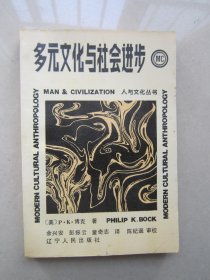 多元文化与社会进步
MC
MAN & CIVILIZATION 人与文化丛书
MODERN CULTURAL ANTHROPOLOGY
MODERN CULTURAL ANTHROPOLOGY
〔美〕P·K·博克 著 PHILIP K.BOCK
余兴安 彭振云 童奇志 译 陈纪遥 审校
辽宁人民出版社